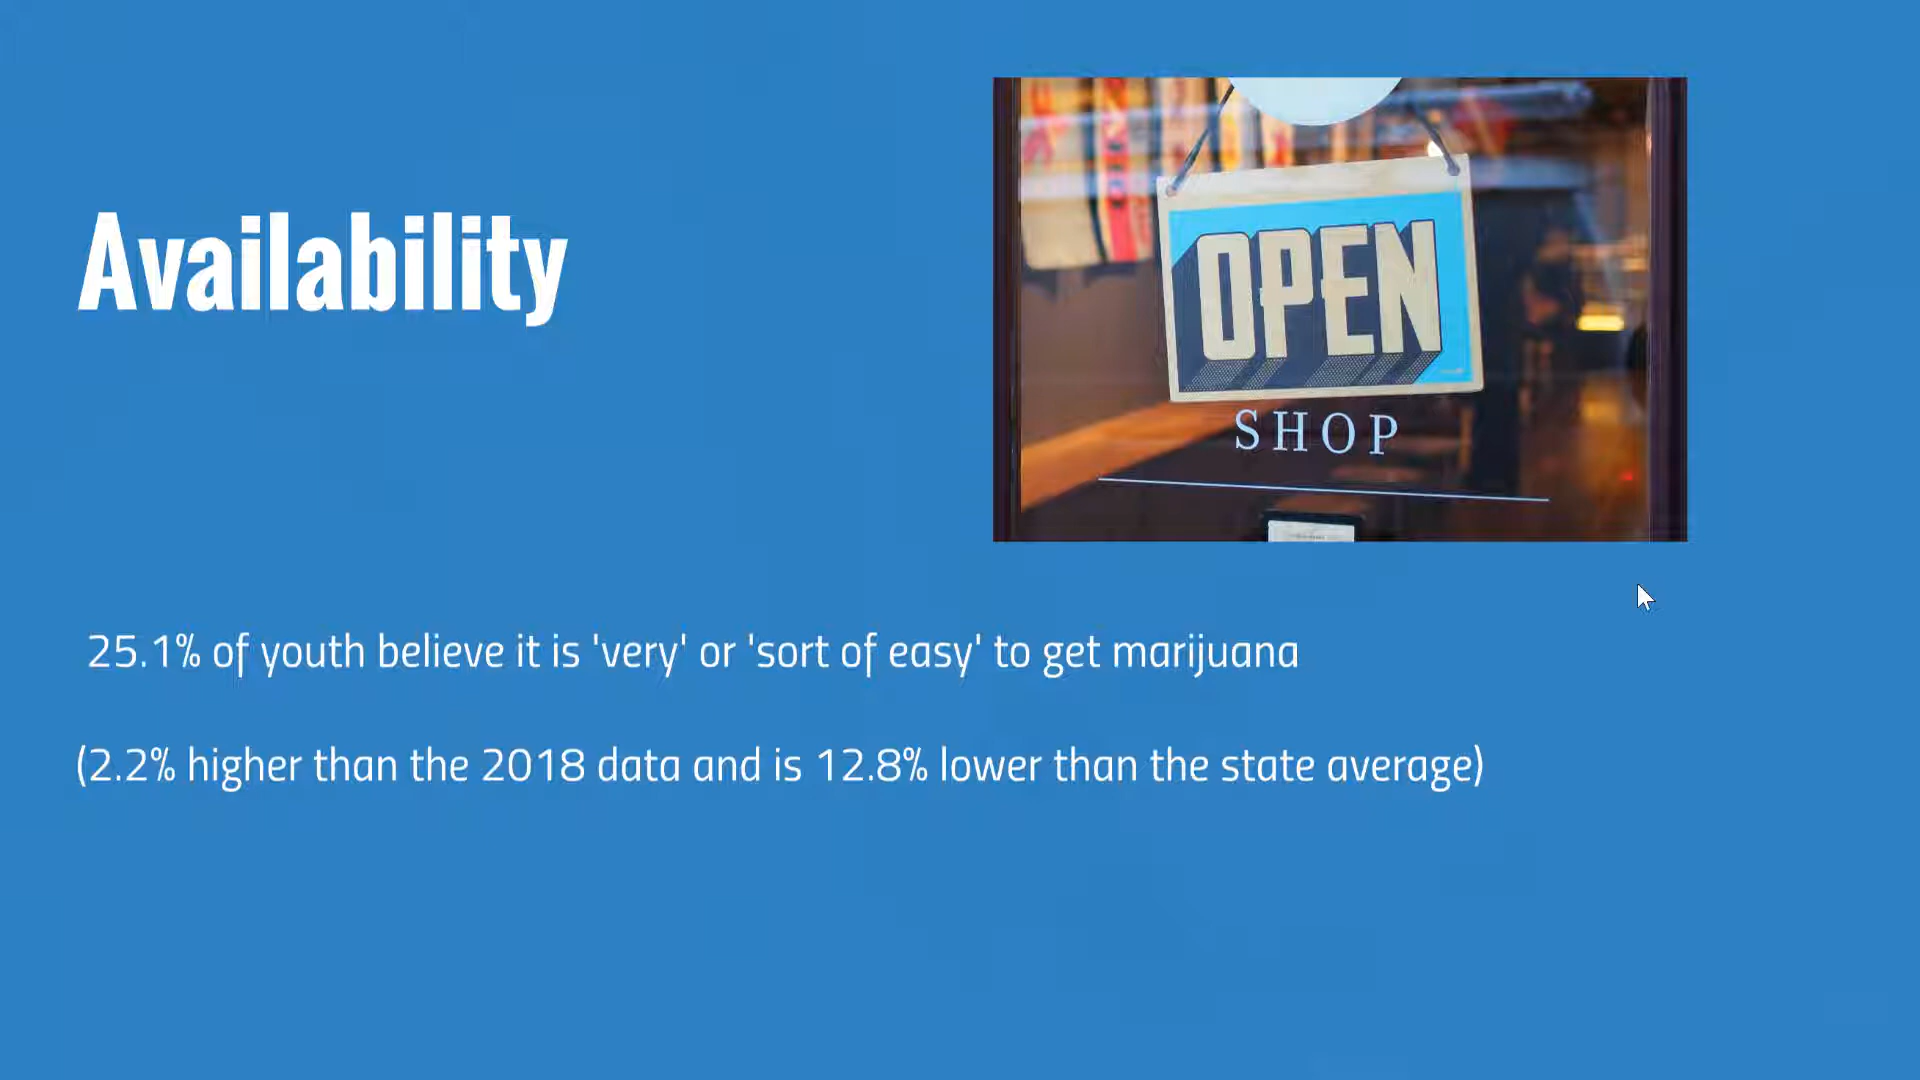 Availability
OPEN
SHOP
25.1% of youth believe it is 'very' or 'sort of easy' to get marijuana
(2.2% higher than the 2018 data and is 12.8% lower than the state average)